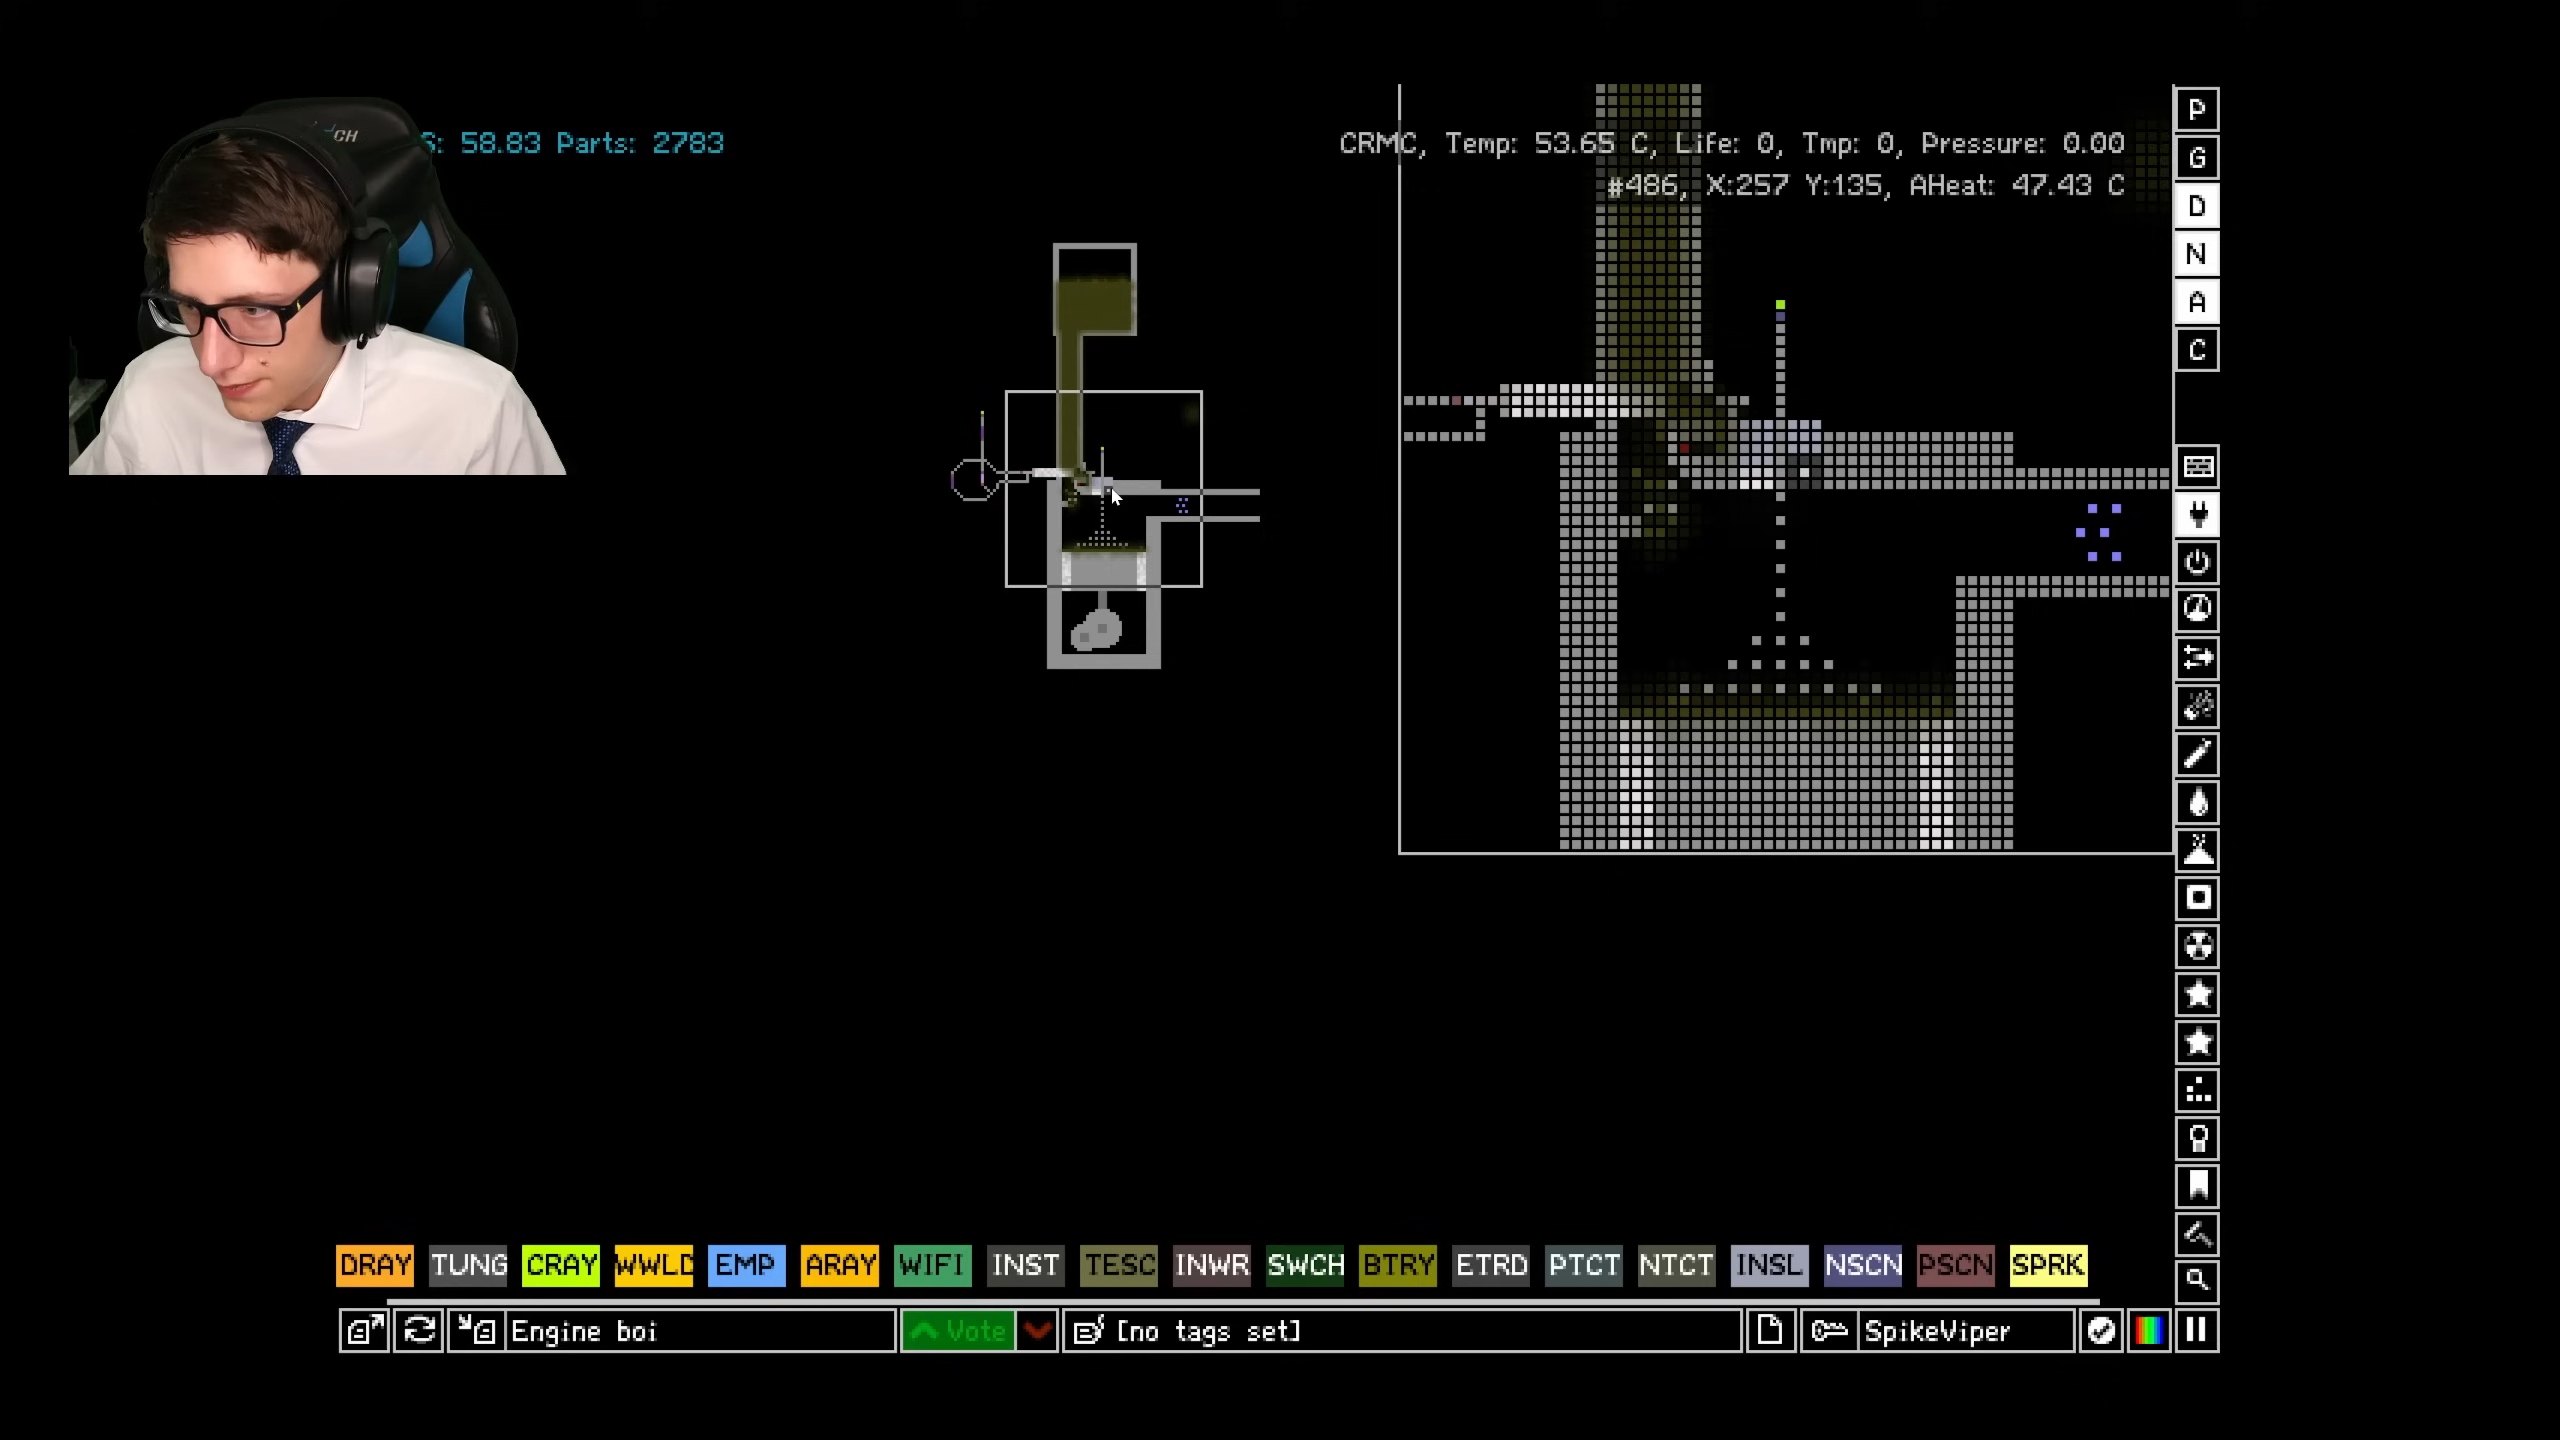 CH
S: 58.83 Parts: 2783
CRMC, Temp: 53.65 C, Life: 0, Tmp: 0, Pressure: 0.00
#486, X:257 Y:135, AHeat: 47.43 C
P
G
D
N
A
C
DRAY TUNG CRAY WWLD EMP ARAY WIFI INST TESC INWR SWCH BTRY ETRD PTCT NTCT INSL NSCN PSCN SPRK
Engine boi Vote [no tags set] SpikeViper